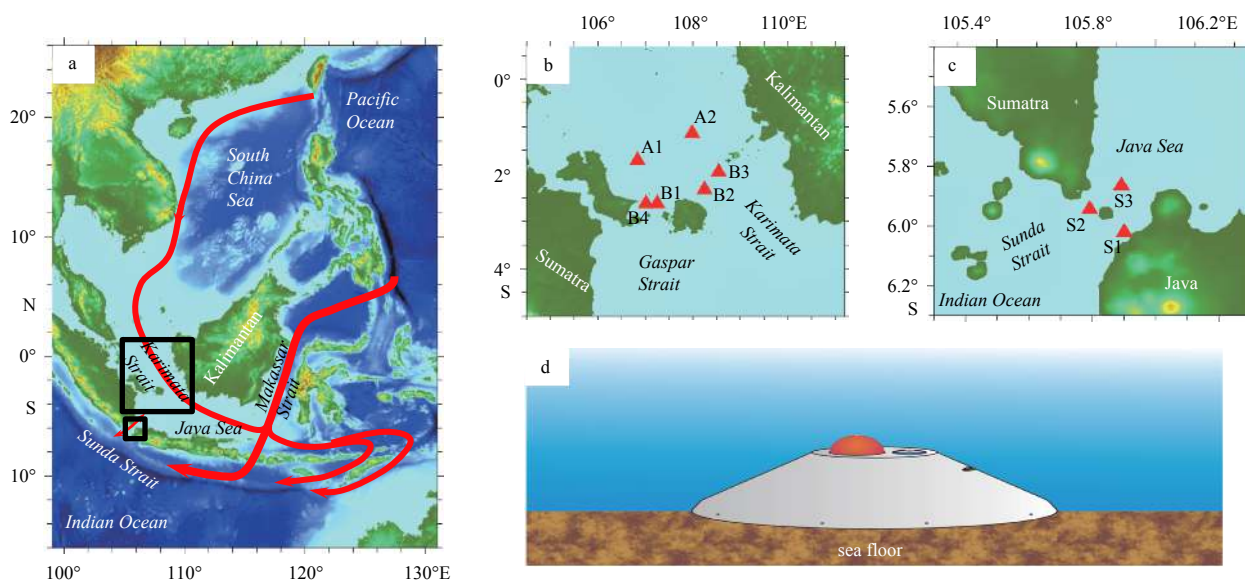 a
20°
10°
N
0°
S
10°
100°
110°
120°
130°E
Pacific
Ocean
South
China
Sea
Kalimantan
Karimata
Strait
Makassar
Strait
Java Sea
Sunda Strait
Indian Ocean
106°
108°
110°E
b
0°
2°
4°
S
Kalimantan
A2
A1
B3
B1
B2
B4
Karimata
Strait
Gaspar
Strait
Sumatra
105.4°
105.8°
106.2°E
c
5.6°
5.8°
6.0°
6.2°
S
Sumatra
Java Sea
S3
S2
S1
Sunda
Strait
Java
Indian Ocean
d
sea floor